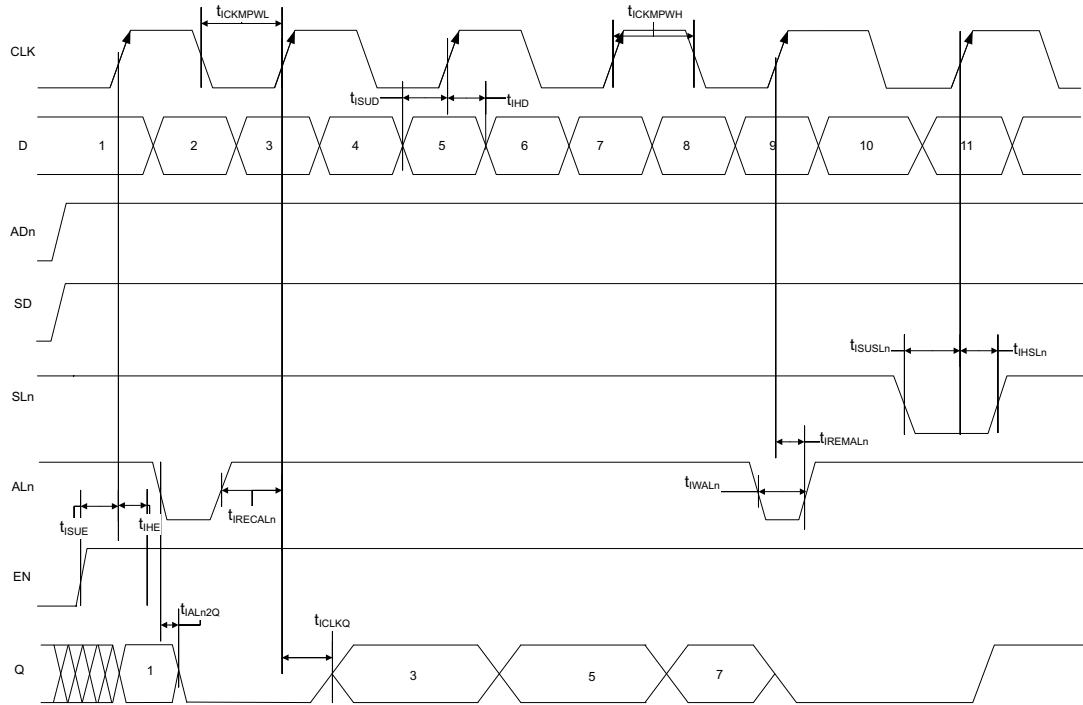 tICKMPWL
tICKMPWH
CLK
tISUD
tIHD
D
1 2 3 4 5 6 7 8 9 10 11
ADn
SD
tISUSLn
tIHSLn
SLn
tIREMALn
ALn
tIWALn
tISUE
tIHE
tIRECALn
EN
tIALn2Q
tICLKQ
Q
1 3 5 7